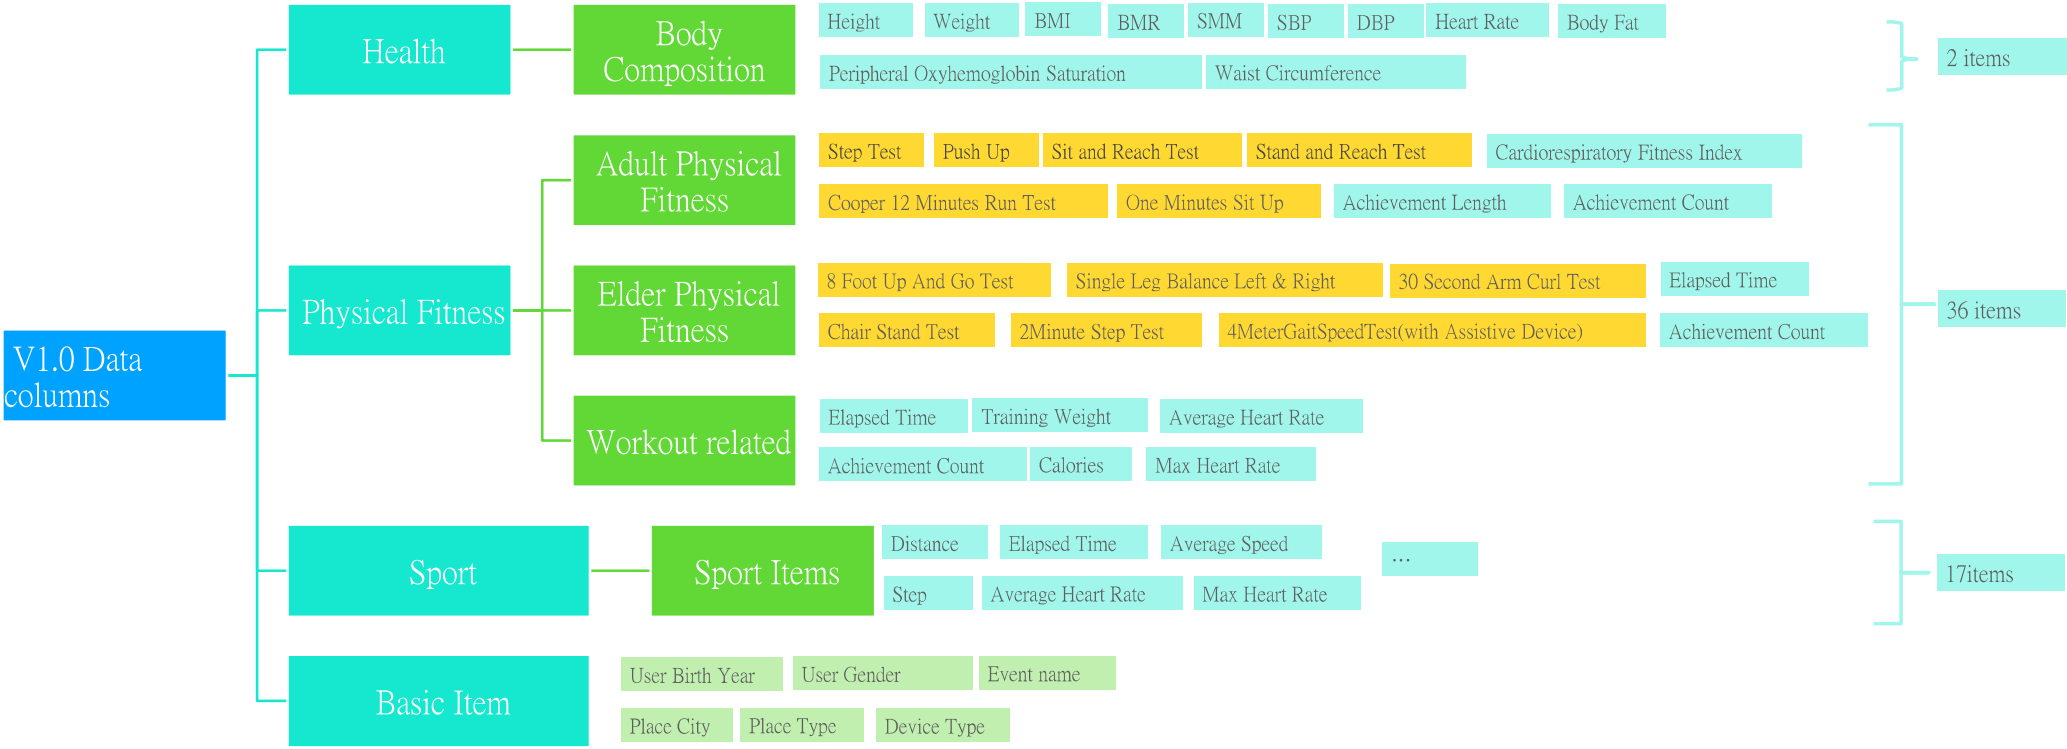 V1.0 Data
columns
Health
Body
Composition
Height
Weight
BMI
BMR
SMM
SBP
DBP
Heart Rate
Body Fat
Peripheral Oxyhemoglobin Saturation
Waist Circumference
2 items
Physical Fitness
Adult Physical
Fitness
Step Test
Push Up
Sit and Reach Test
Stand and Reach Test
Cardiorespiratory Fitness Index
Cooper 12 Minutes Run Test
One Minutes Sit Up
Achievement Length
Achievement Count
Elder Physical
Fitness
8 Foot Up And Go Test
Single Leg Balance Left & Right
30 Second Arm Curl Test
Elapsed Time
Chair Stand Test
2Minute Step Test
4MeterGaitSpeedTest(with Assistive Device)
Achievement Count
Workout related
Elapsed Time
Training Weight
Average Heart Rate
Achievement Count
Calories
Max Heart Rate
36 items
Sport
Sport Items
Distance
Elapsed Time
Average Speed
...
Step
Average Heart Rate
Max Heart Rate
17items
Basic Item
User Birth Year
User Gender
Event name
Place City
Place Type
Device Type